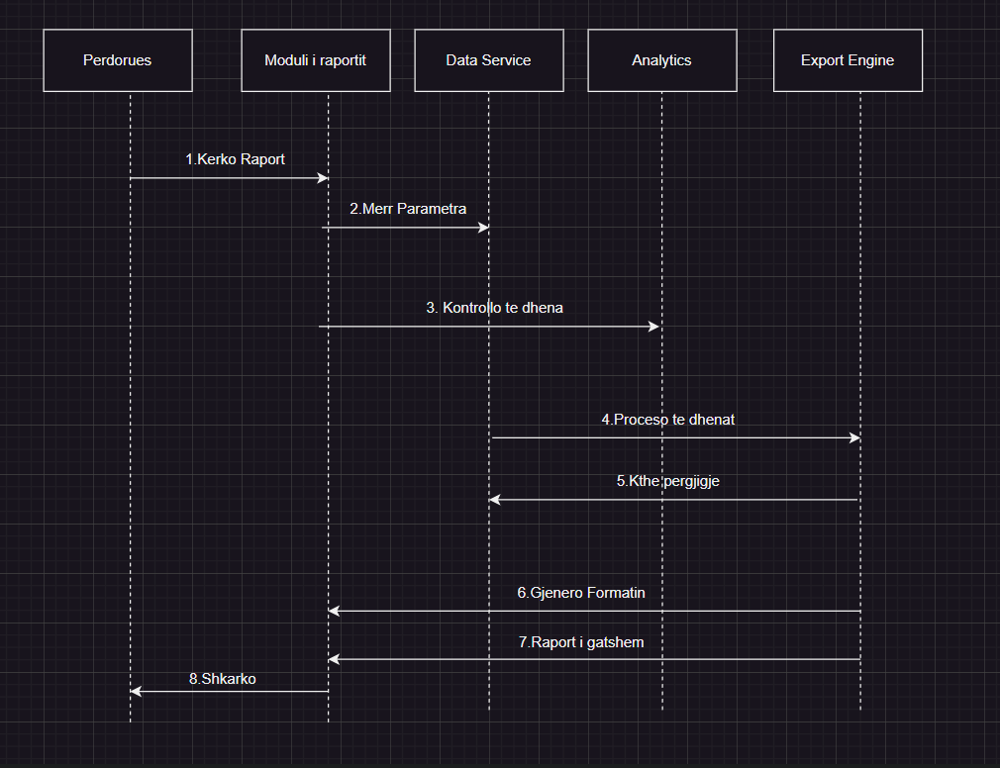 Perdorues
Moduli i raportit
Data Service
Analytics
Export Engine
1.Kerko Raport
2.Merr Parametra
3. Kontrollo te dhena
4.Proceso te dhenat
5.Kthe pergjigje
6.Gjenero Formatin
7.Raport i gatshem
8.Shkarko